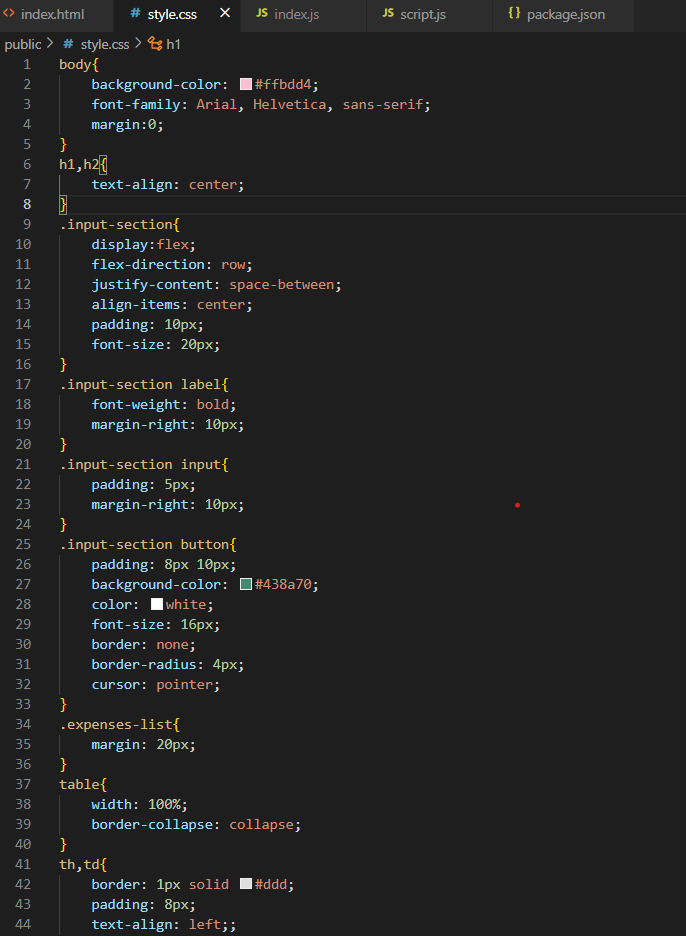 <> index.html # style.css × JS index.js JS script.js {} package.json
public > # style.css > h1
1 body{
2     background-color: #ffbdd4;
3     font-family: Arial, Helvetica, sans-serif;
4     margin:0;
5 }
6 h1,h2{
7     text-align: center;
8 }
9 .input-section{
10     display:flex;
11     flex-direction: row;
12     justify-content: space-between;
13     align-items: center;
14     padding: 10px;
15     font-size: 20px;
16 }
17 .input-section label{
18     font-weight: bold;
19     margin-right: 10px;
20 }
21 .input-section input{
22     padding: 5px;
23     margin-right: 10px;
24 }
25 .input-section button{
26     padding: 8px 10px;
27     background-color: #438a70;
28     color: white;
29     font-size: 16px;
30     border: none;
31     border-radius: 4px;
32     cursor: pointer;
33 }
34 .expenses-list{
35     margin: 20px;
36 }
37 table{
38     width: 100%;
39     border-collapse: collapse;
40 }
41 th,td{
42     border: 1px solid #ddd;
43     padding: 8px;
44     text-align: left;;